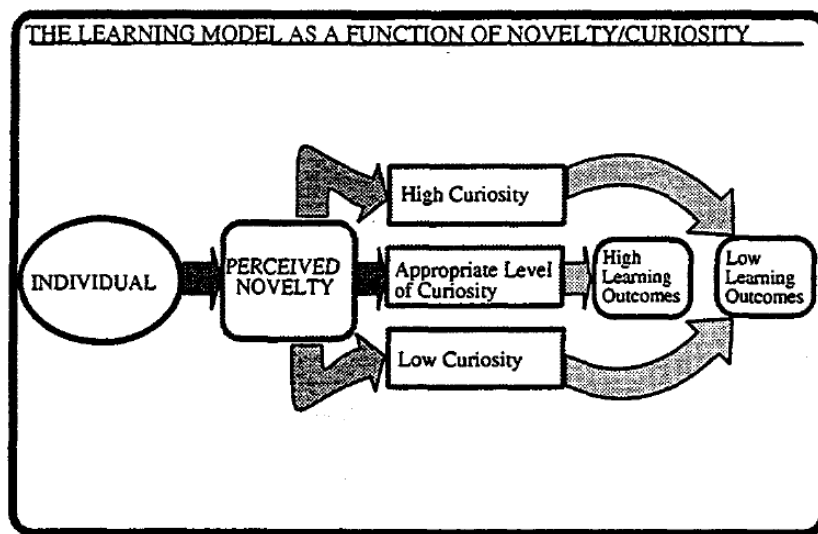 THE LEARNING MODEL AS A FUNCTION OF NOVELTY/CURIOSITY
High Curiosity
INDIVIDUAL
PERCEIVED
NOVELTY
Appropriate Level
of Curiosity
High
Learning
Outcomes
Low
Learning
Outcomes
Low Curiosity